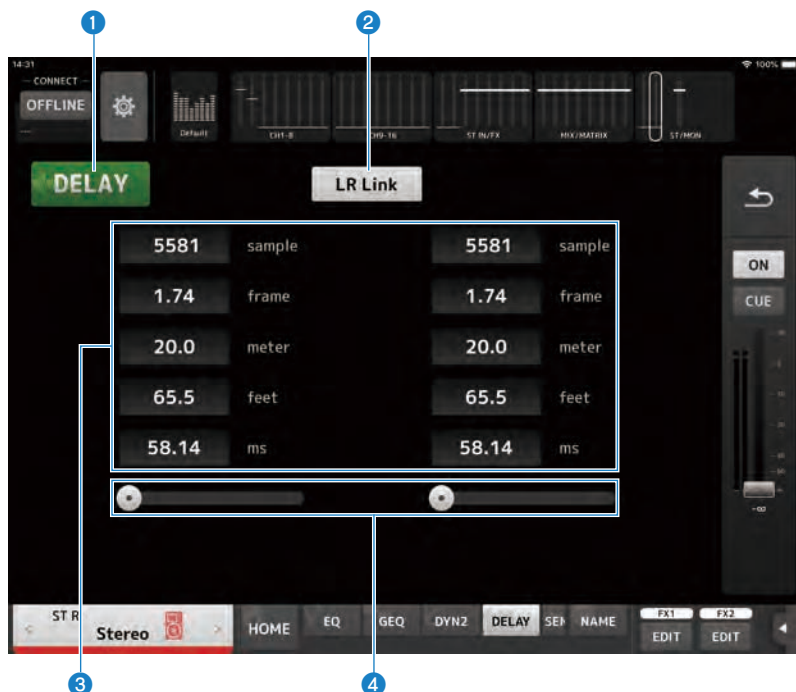 1
2
14:31
100%
CONNECT
OFFLINE
Default
CH1-8
CH9-16
ST IN/FX
MIX/MATRIX
ST/MON
DELAY
LR Link
5581 sample 5581 sample
ON
1.74 frame 1.74 frame
CUE
20.0 meter 20.0 meter
3
65.5 feet 65.5 feet
58.14 ms 58.14 ms
-∞
ST R
Stereo
HOME
EQ
GEQ
DYN2
DELAY
SEN
NAME
FX1
EDIT
FX2
EDIT
3
4